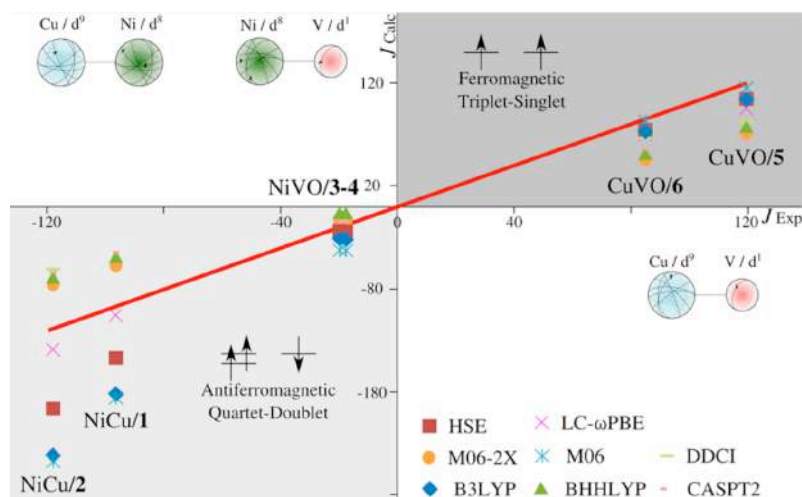 Cu / d⁹ Ni / d⁸ Ni / d⁸ V / d¹
J Calc
120
Ferromagnetic
Triplet-Singlet
CuVO/5
NiVO/3-4
CuVO/6
20
-120 -40 0 40 80 120 J Exp
Cu / d⁹ V / d¹
-80
Antiferromagnetic
Quartet-Doublet
-180
NiCu/1
NiCu/2
HSE LC-ωPBE
M06-2X M06 DDCI
B3LYP BHHLYP CASPT2